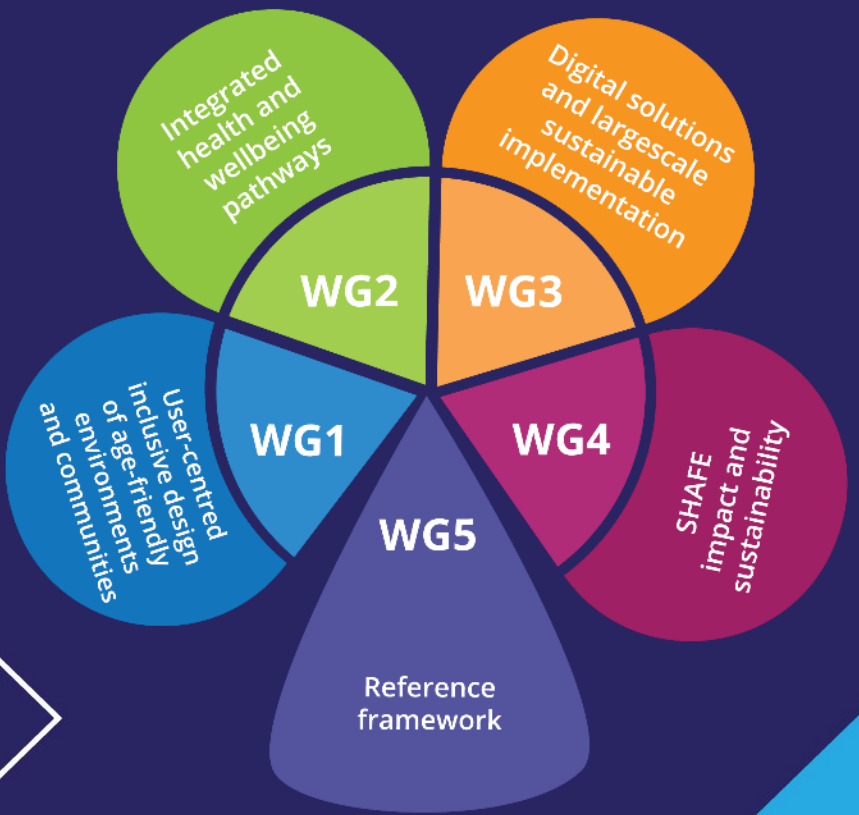 Integrated
health and
wellbeing
pathways
Digital solutions
and largescale
sustainable
implementation
WG2
WG3
User-centred
inclusive design
of age-friendly
environments
and communities
WG1
WG4
SHAFE
impact and
sustainability
WG5
Reference
framework